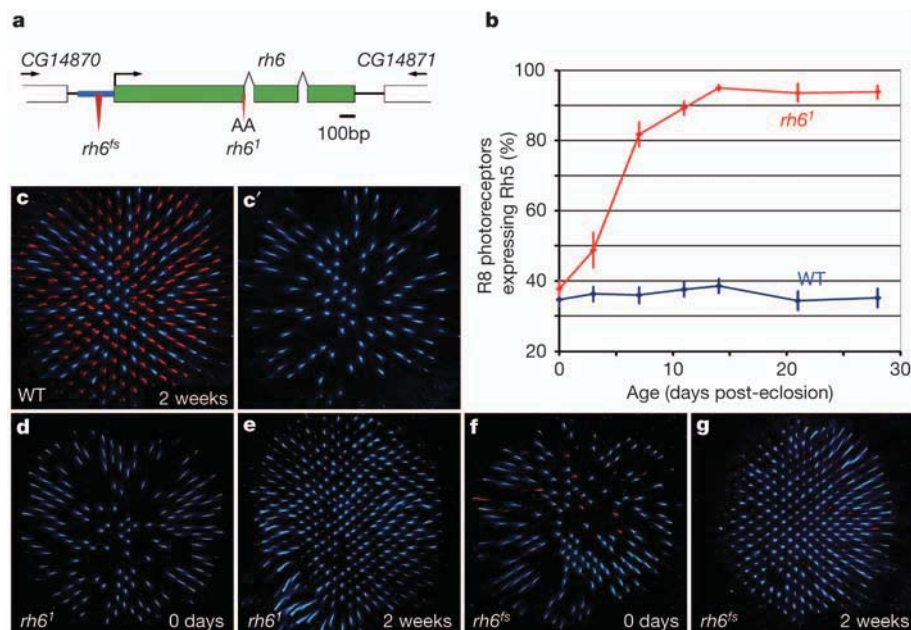 a
CG14870 rh6 CG14871
rh6fs
AA
rh6¹
100bp
b
R8 photoreceptors
expressing Rh5 (%)
100
80
60
40
20
rh6¹
WT
0 10 20 30
Age (days post-eclosion)
c
WT 2 weeks
c′
d
rh6¹ 0 days
e
rh6¹ 2 weeks
f
rh6fs 0 days
g
rh6fs 2 weeks